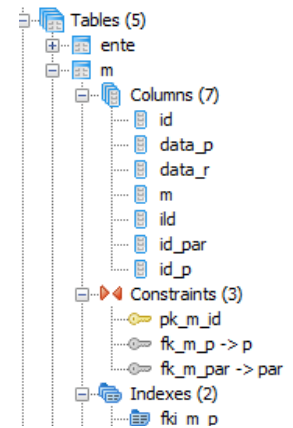 Tables (5)
ente
m
Columns (7)
id
data_p
data_r
m
ild
id_par
id_p
Constraints (3)
pk_m_id
fk_m_p -> p
fk_m_par -> par
Indexes (2)
fki_m_p